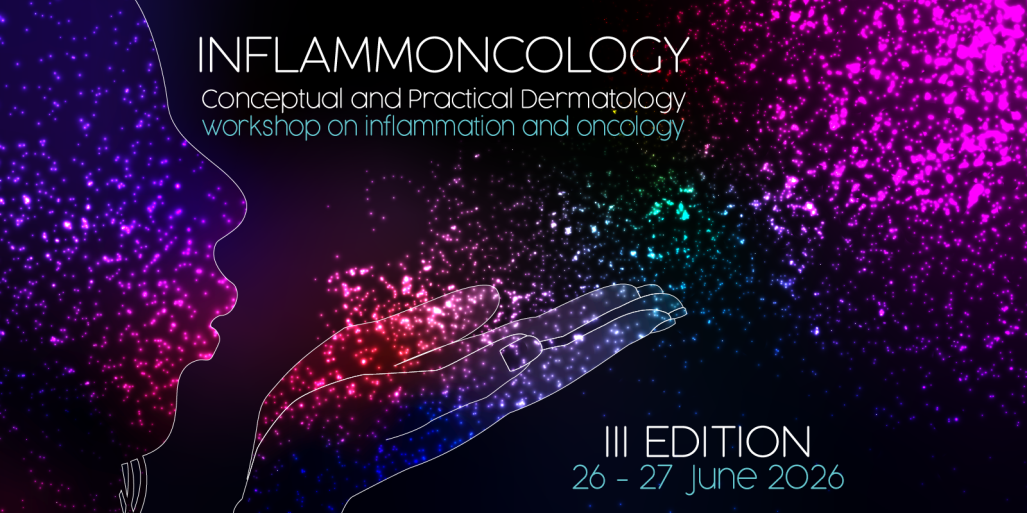 INFLAMMONCOLOGY
Conceptual and Practical Dermatology
workshop on inflammation and oncology
III EDITION
26 - 27 June 2026